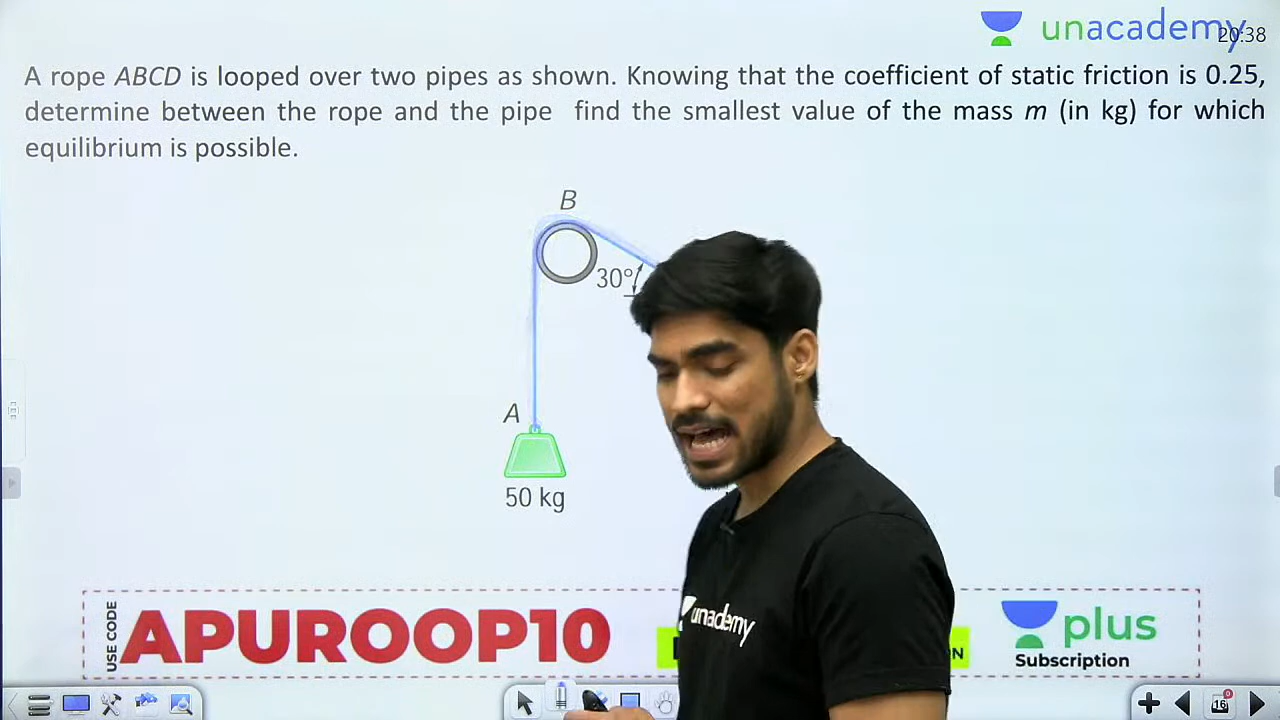 unacademy
20:38
A rope ABCD is looped over two pipes as shown. Knowing that the coefficient of static friction is 0.25,
determine between the rope and the pipe find the smallest value of the mass m (in kg) for which
equilibrium is possible.
B
30°
A
50 kg
USE CODE
APUROOP10
unacademy
N
plus
Subscription
16
0